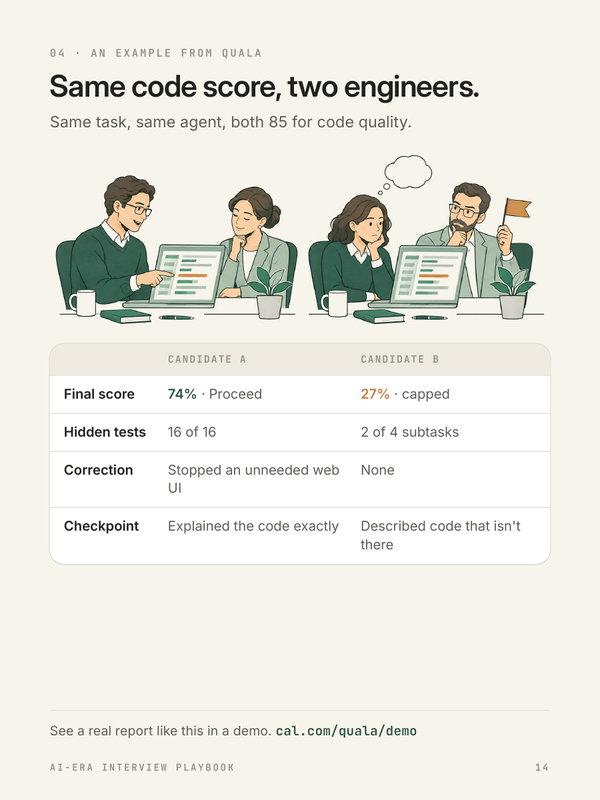 04 · AN EXAMPLE FROM QUALA
Same code score, two engineers.
Same task, same agent, both 85 for code quality.
CANDIDATE A CANDIDATE B
Final score 74% · Proceed 27% · capped
Hidden tests 16 of 16 2 of 4 subtasks
Correction Stopped an unneeded web UI None
Checkpoint Explained the code exactly Described code that isn't there
See a real report like this in a demo. cal.com/quala/demo
AI-ERA INTERVIEW PLAYBOOK 14